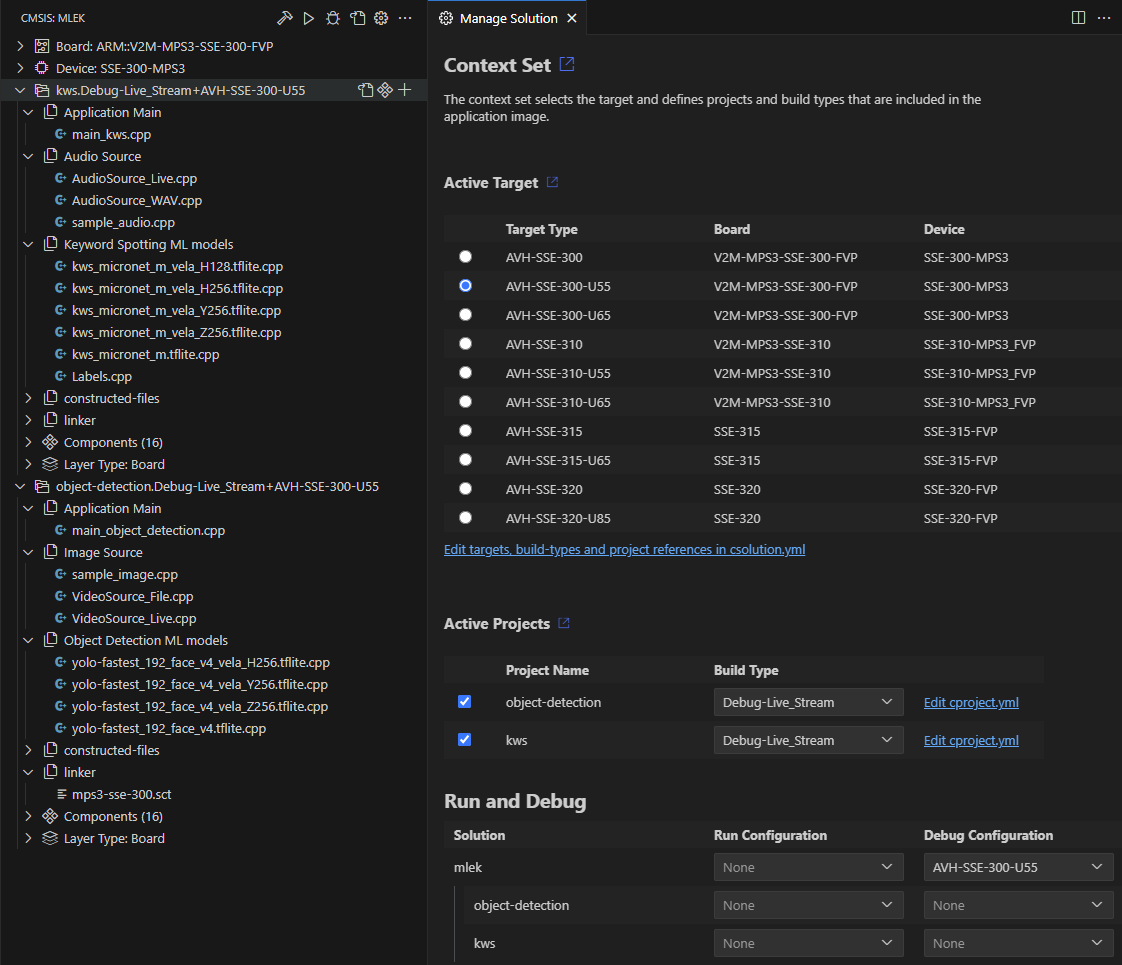 CMSIS: MLEK
Board: ARM::V2M-MPS3-SSE-300-FVP
Device: SSE-300-MPS3
kws.Debug-Live_Stream+AVH-SSE-300-U55
Application Main
main_kws.cpp
Audio Source
AudioSource_Live.cpp
AudioSource_WAV.cpp
sample_audio.cpp
Keyword Spotting ML models
kws_micronet_m_vela_H128.tflite.cpp
kws_micronet_m_vela_H256.tflite.cpp
kws_micronet_m_vela_Y256.tflite.cpp
kws_micronet_m_vela_Z256.tflite.cpp
kws_micronet_m.tflite.cpp
Labels.cpp
constructed-files
linker
Components (16)
Layer Type: Board
object-detection.Debug-Live_Stream+AVH-SSE-300-U55
Application Main
main_object_detection.cpp
Image Source
sample_image.cpp
VideoSource_File.cpp
VideoSource_Live.cpp
Object Detection ML models
yolo-fastest_192_face_v4_vela_H256.tflite.cpp
yolo-fastest_192_face_v4_vela_Y256.tflite.cpp
yolo-fastest_192_face_v4_vela_Z256.tflite.cpp
yolo-fastest_192_face_v4.tflite.cpp
constructed-files
linker
mps3-sse-300.sct
Components (16)
Layer Type: Board
Manage Solution
Context Set
The context set selects the target and defines projects and build types that are included in the
application image.
Active Target
Target Type Board Device
AVH-SSE-300 V2M-MPS3-SSE-300-FVP SSE-300-MPS3
AVH-SSE-300-U55 V2M-MPS3-SSE-300-FVP SSE-300-MPS3
AVH-SSE-300-U65 V2M-MPS3-SSE-300-FVP SSE-300-MPS3
AVH-SSE-310 V2M-MPS3-SSE-310 SSE-310-MPS3_FVP
AVH-SSE-310-U55 V2M-MPS3-SSE-310 SSE-310-MPS3_FVP
AVH-SSE-310-U65 V2M-MPS3-SSE-310 SSE-310-MPS3_FVP
AVH-SSE-315 SSE-315 SSE-315-FVP
AVH-SSE-315-U65 SSE-315 SSE-315-FVP
AVH-SSE-320 SSE-320 SSE-320-FVP
AVH-SSE-320-U85 SSE-320 SSE-320-FVP
Edit targets, build-types and project references in csolution.yml
Active Projects
Project Name Build Type
object-detection Debug-Live_Stream Edit cproject.yml
kws Debug-Live_Stream Edit cproject.yml
Run and Debug
Solution Run Configuration Debug Configuration
mlek None AVH-SSE-300-U55
object-detection None None
kws None None